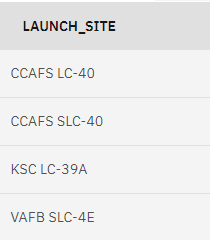 LAUNCH_SITE
CCAFS LC-40
CCAFS SLC-40
KSC LC-39A
VAFB SLC-4E